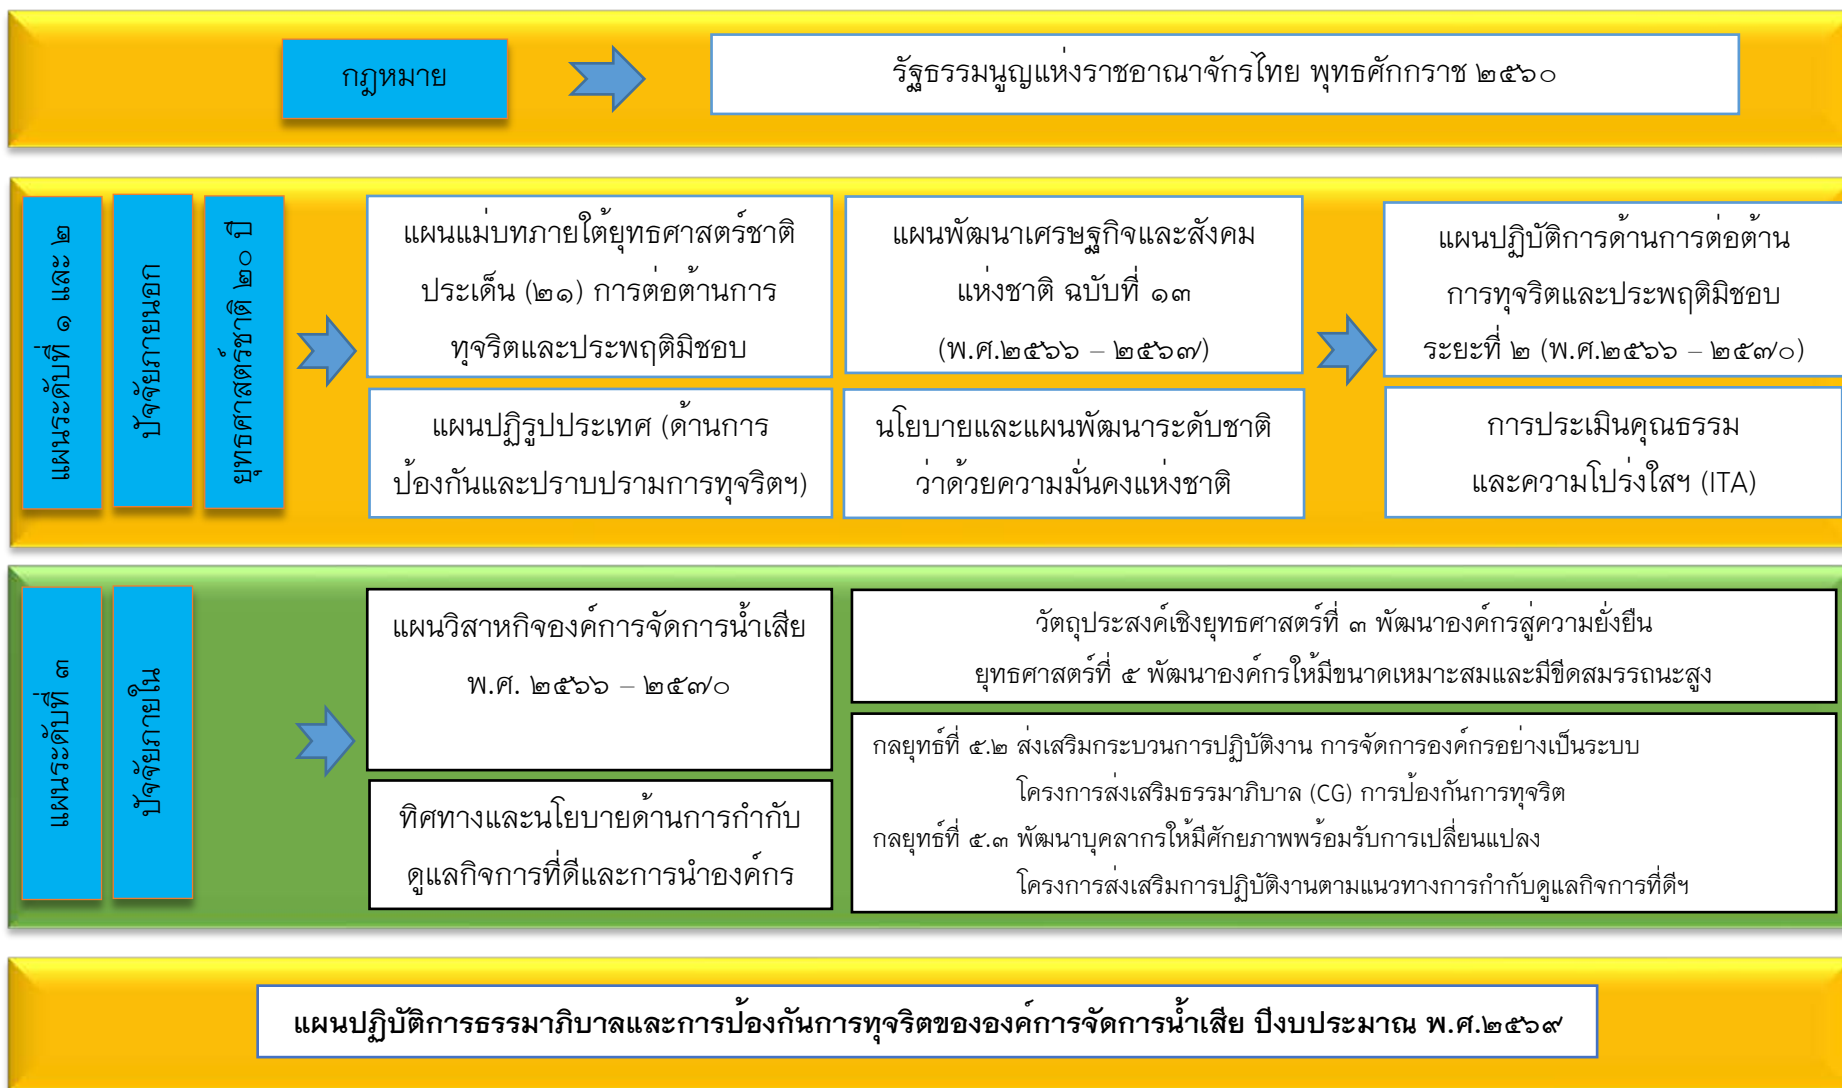 กฎหมาย
รัฐธรรมนูญแห่งราชอาณาจักรไทย พุทธศักกราช ๒๕๖๐
แผนระดับที่ ๑ และ ๒
ปัจจัยภายนอก
ยุทธศาสตร์ชาติ ๒๐ ปี
แผนแม่บทภายใต้ยุทธศาสตร์ชาติ
ประเด็น (๒๑) การต่อต้านการ
ทุจริตและประพฤติมิชอบ
แผนพัฒนาเศรษฐกิจและสังคม
แห่งชาติ ฉบับที่ ๑๓
(พ.ศ.๒๕๖๖ – ๒๕๖๗)
แผนปฏิบัติการด้านการต่อต้าน
การทุจริตและประพฤติมิชอบ
ระยะที่ ๒ (พ.ศ.๒๕๖๖ – ๒๕๗๐)
แผนปฏิรูปประเทศ (ด้านการ
ป้องกันและปราบปรามการทุจริตฯ)
นโยบายและแผนพัฒนาระดับชาติ
ว่าด้วยความมั่นคงแห่งชาติ
การประเมินคุณธรรม
และความโปร่งใสฯ (ITA)
แผนระดับที่ ๓
ปัจจัยภายใน
แผนวิสาหกิจองค์การจัดการน้ำเสีย
พ.ศ. ๒๕๖๖ – ๒๕๗๐
วัตถุประสงค์เชิงยุทธศาสตร์ที่ ๓ พัฒนาองค์กรสู่ความยั่งยืน
ยุทธศาสตร์ที่ ๕ พัฒนาองค์กรให้มีขนาดเหมาะสมและมีขีดสมรรถนะสูง
กลยุทธ์ที่ ๕.๒ ส่งเสริมกระบวนการปฏิบัติงาน การจัดการองค์กรอย่างเป็นระบบ
โครงการส่งเสริมธรรมาภิบาล (CG) การป้องกันการทุจริต
กลยุทธ์ที่ ๕.๓ พัฒนาบุคลากรให้มีศักยภาพพร้อมรับการเปลี่ยนแปลง
โครงการส่งเสริมการปฏิบัติงานตามแนวทางการกำกับดูแลกิจการที่ดีฯ
ทิศทางและนโยบายด้านการกำกับ
ดูแลกิจการที่ดีและการนำองค์กร
แผนปฏิบัติการธรรมาภิบาลและการป้องกันการทุจริตขององค์การจัดการน้ำเสีย ปีงบประมาณ พ.ศ.๒๕๖๙